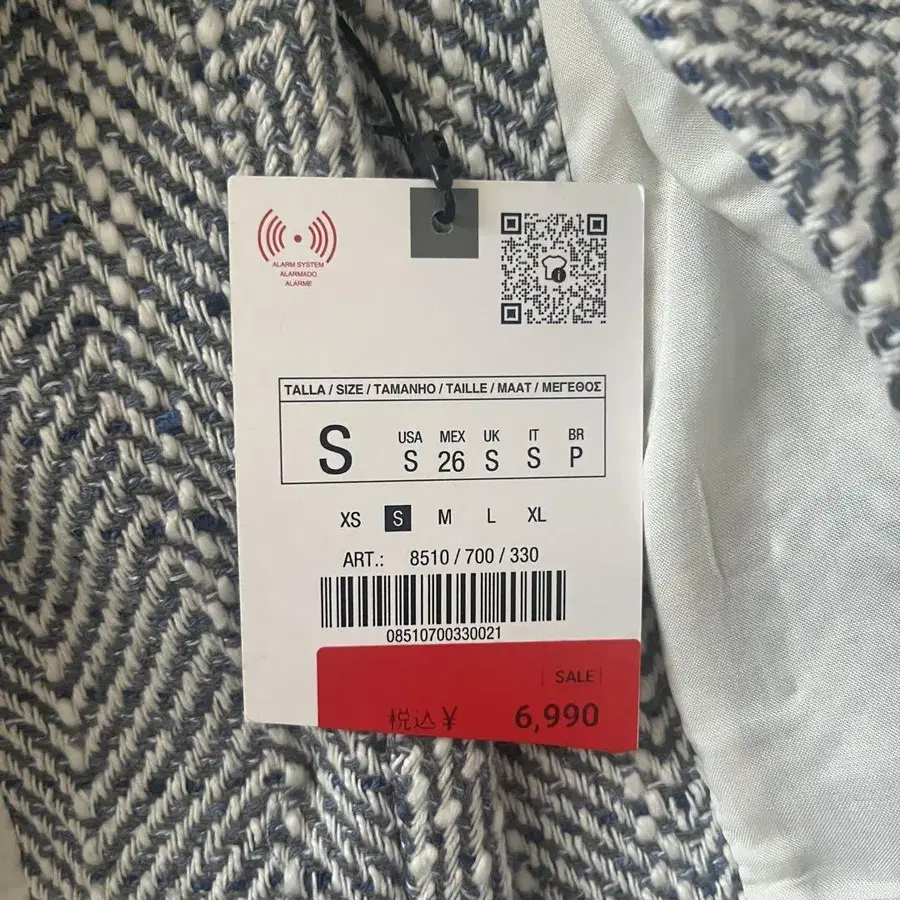 ALARM SYSTEM
ALARMADO
ALARME
TALLA / SIZE / TAMANHO / TAILLE / MAAT / ΜΕΓΕΘΟΣ
S
USA MEX UK IT BR
S 26 S S P
XS S M L XL
ART.: 8510 / 700 / 330
08510700330021
SALE
税込¥ 6,990